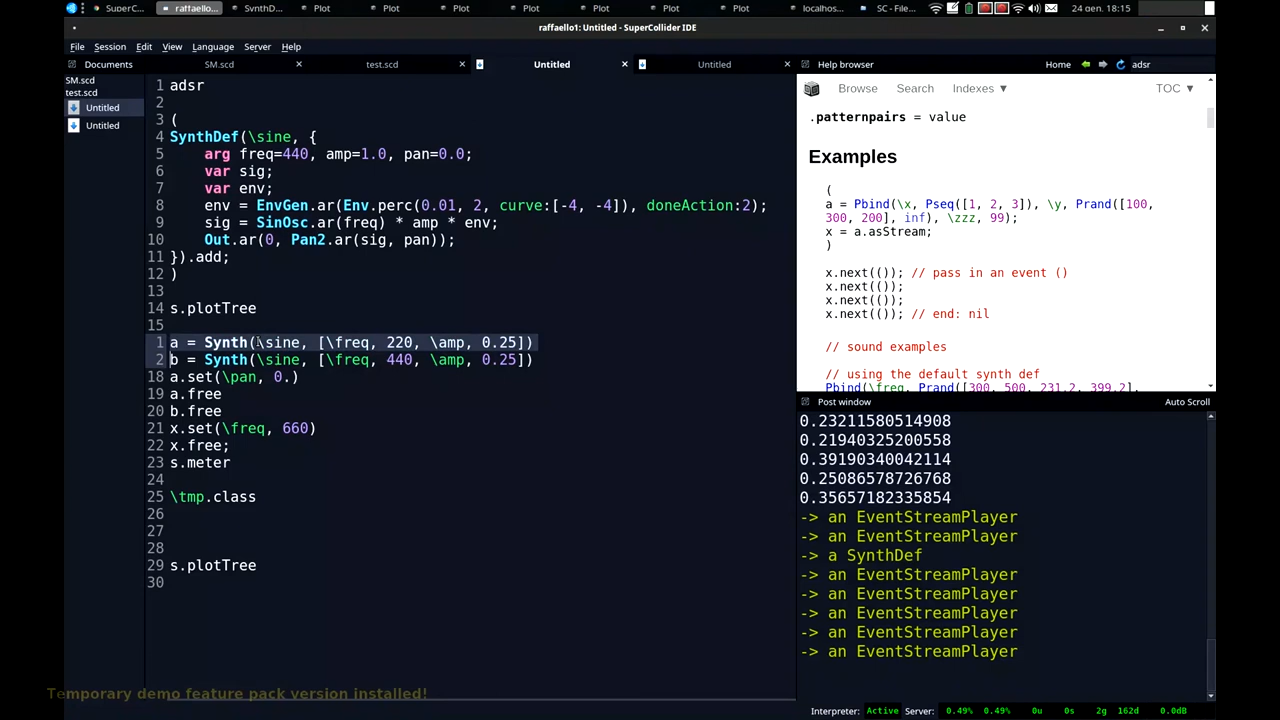 SuperC... raffaello... SynthD... Plot Plot Plot Plot Plot Plot Plot localhos... SC - File... 24 gen. 18:15
raffaello1: Untitled - SuperCollider IDE
File Session Edit View Language Server Help
Documents SM.scd test.scd Untitled Untitled
SM.scd
test.scd
Untitled
Untitled
1 adsr
2
3 (
4 SynthDef(\sine, {
5 arg freq=440, amp=1.0, pan=0.0;
6 var sig;
7 var env;
8 env = EnvGen.ar(Env.perc(0.01, 2, curve:[-4, -4]), doneAction:2);
9 sig = SinOsc.ar(freq) * amp * env;
10 Out.ar(0, Pan2.ar(sig, pan));
11 }).add;
12 )
13
14 s.plotTree
15
1 a = Synth(\sine, [\freq, 220, \amp, 0.25])
2 b = Synth(\sine, [\freq, 440, \amp, 0.25])
18 a.set(\pan, 0.)
19 a.free
20 b.free
21 x.set(\freq, 660)
22 x.free;
23 s.meter
24
25 \tmp.class
26
27
28
29 s.plotTree
30
Temporary demo feature pack version installed!
Help browser Home adsr
Browse Search Indexes ▼ TOC ▼
.patternpairs = value
Examples
(
a = Pbind(\x, Pseq([1, 2, 3]), \y, Prand([100,
300, 200], inf), \zzz, 99);
x = a.asStream;
)
x.next(()); // pass in an event ()
x.next(());
x.next(());
x.next(()); // end: nil
// sound examples
// using the default synth def
Pbind(\freq, Prand([300, 500, 231.2, 399.2],
Post window Auto Scroll
0.23211580514908
0.21940325200558
0.39190340042114
0.25086578726768
0.35657182335854
-> an EventStreamPlayer
-> an EventStreamPlayer
-> a SynthDef
-> an EventStreamPlayer
-> an EventStreamPlayer
-> an EventStreamPlayer
-> an EventStreamPlayer
-> an EventStreamPlayer
Interpreter: Active Server: 0.49% 0.49% 0u 0s 2g 162d 0.0dB